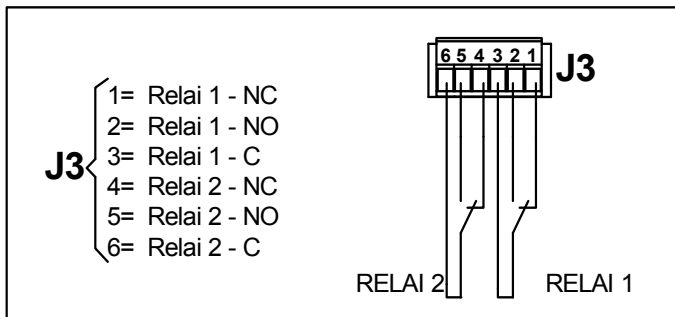 J3
1= Relai 1 - NC
2= Relai 1 - NO
3= Relai 1 - C
4= Relai 2 - NC
5= Relai 2 - NO
6= Relai 2 - C
6 5 4 3 2 1
J3
RELAI 2
RELAI 1